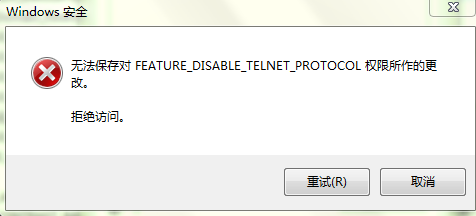 Windows 安全
无法保存对 FEATURE_DISABLE_TELNET_PROTOCOL 权限所作的更
改。
拒绝访问。
重试(R)
取消